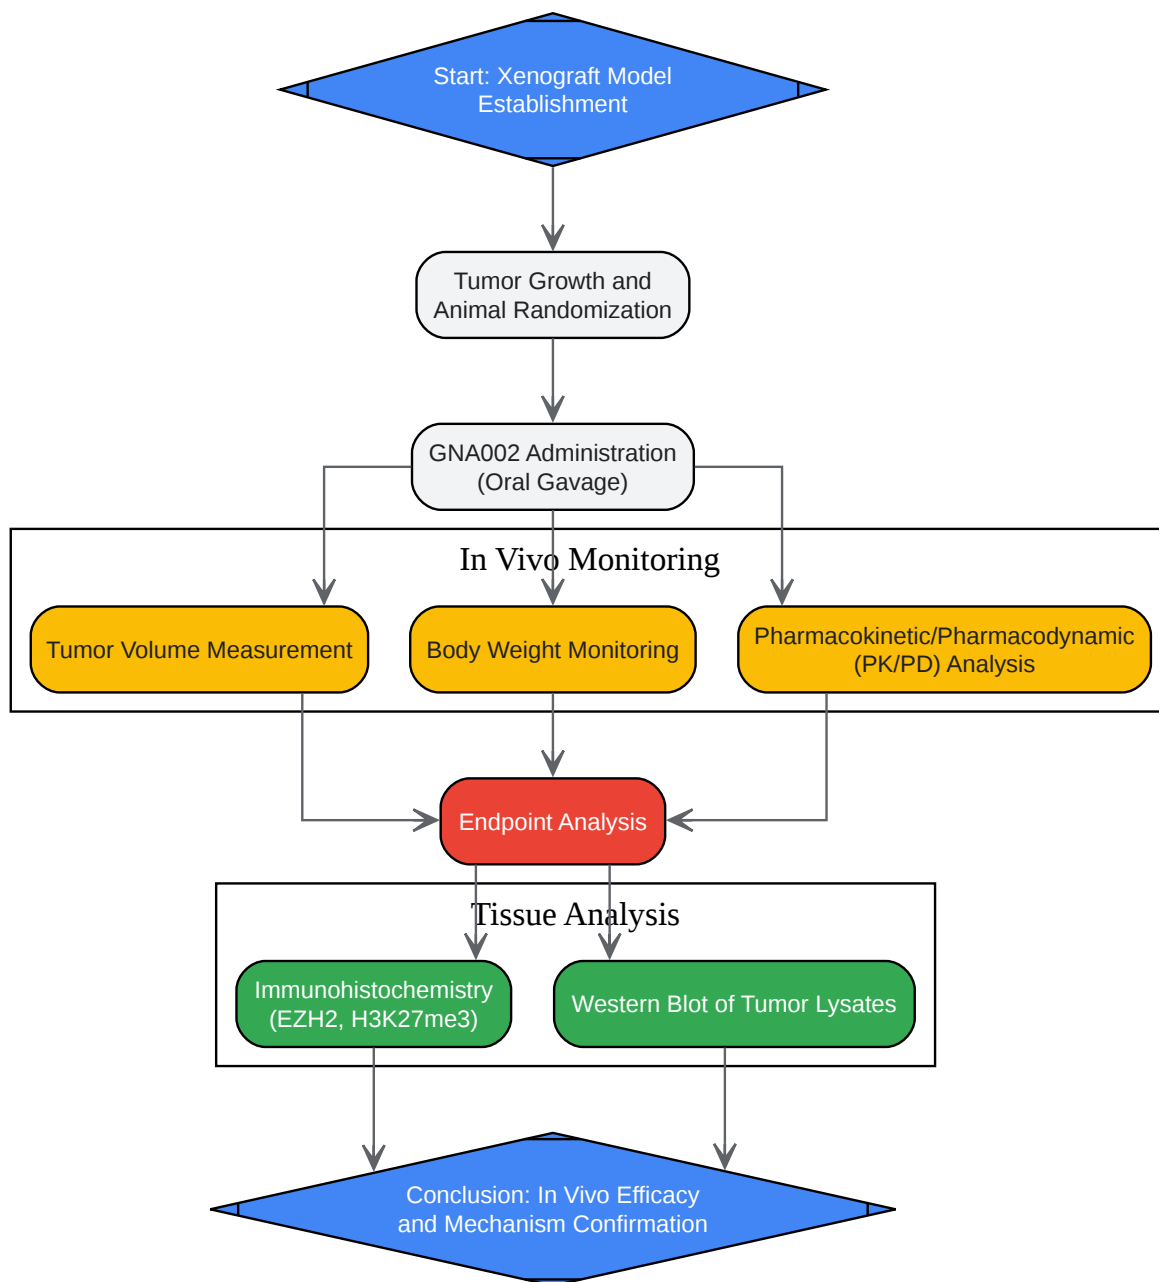 Start: Xenograft Model
Establishment
Tumor Growth and
Animal Randomization
GNA002 Administration
(Oral Gavage)
In Vivo Monitoring
Tumor Volume Measurement
Body Weight Monitoring
Pharmacokinetic/Pharmacodynamic
(PK/PD) Analysis
Endpoint Analysis
Tissue Analysis
Immunohistochemistry
(EZH2, H3K27me3)
Western Blot of Tumor Lysates
Conclusion: In Vivo Efficacy
and Mechanism Confirmation